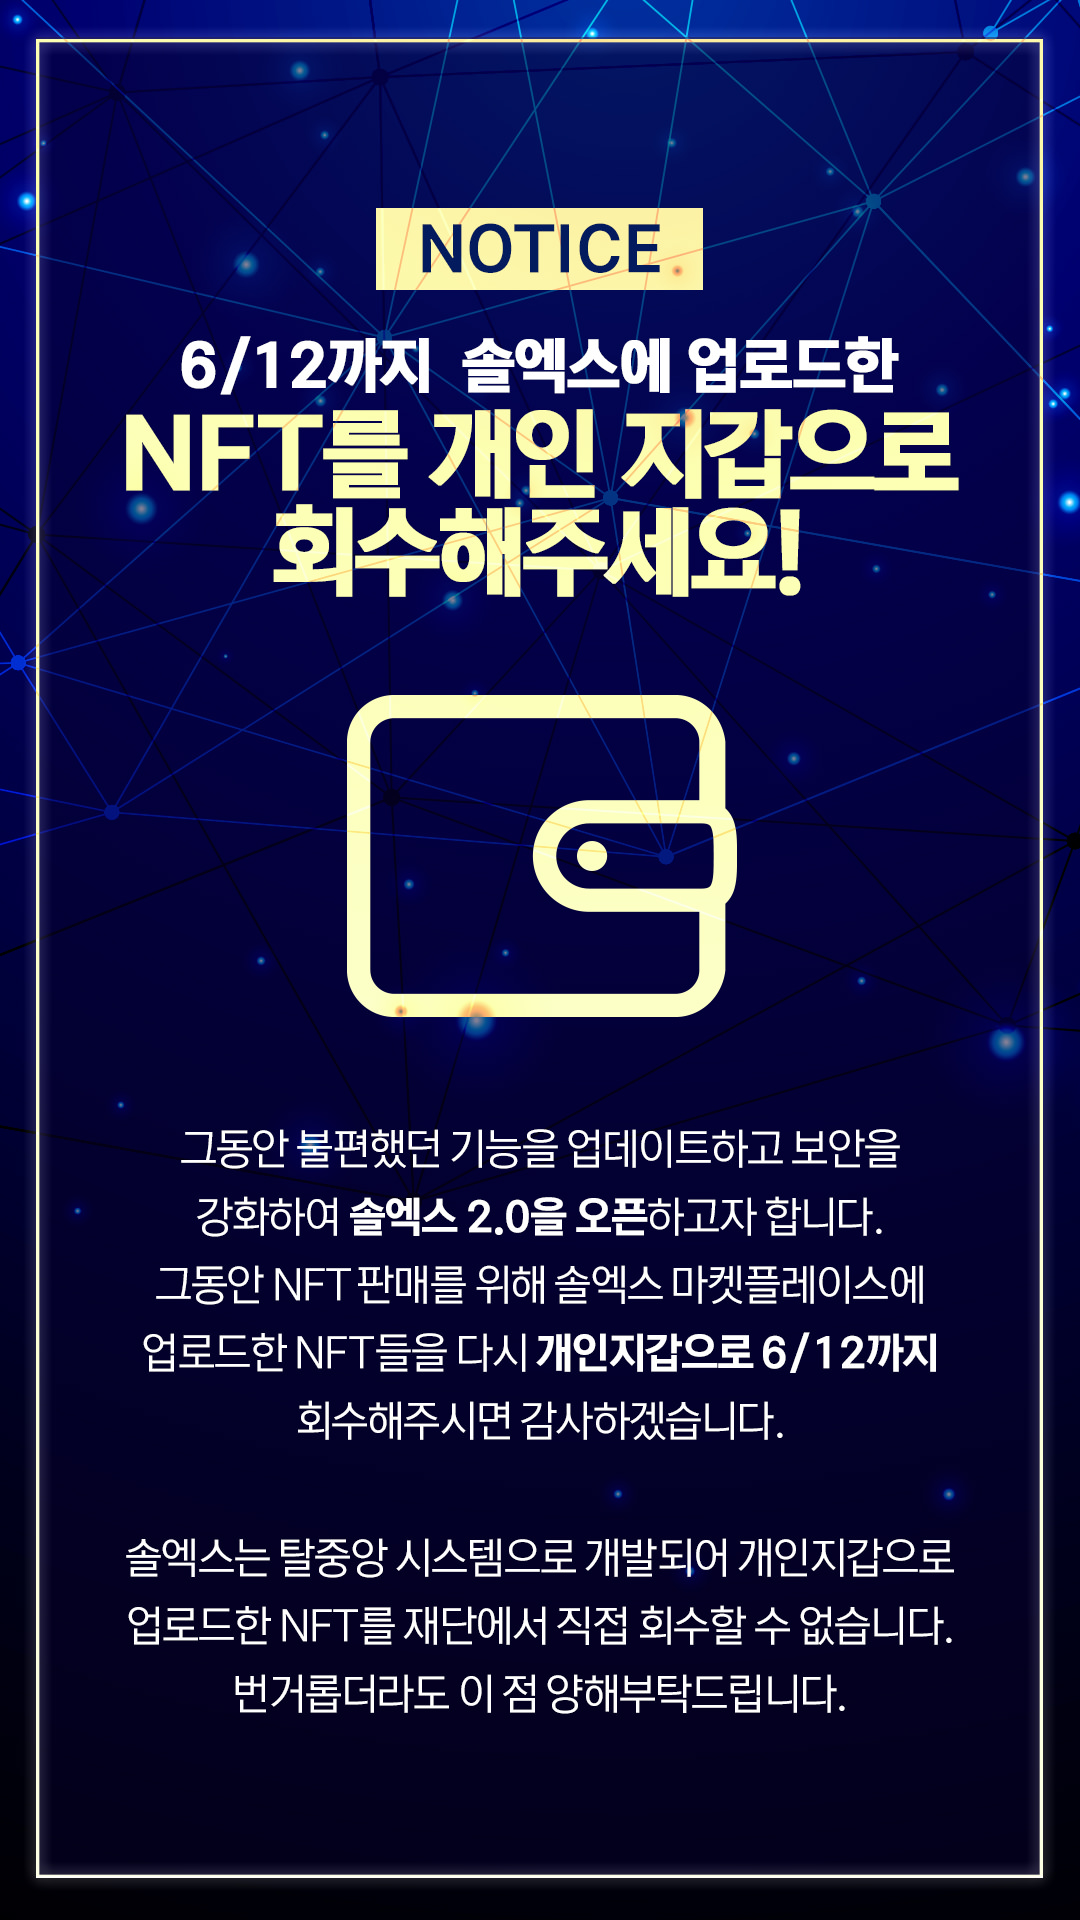 NOTICE
6/12까지 솔엑스에 업로드한
NFT를 개인 지갑으로
회수해주세요!
그동안 불편했던 기능을 업데이트하고 보안을
강화하여 솔엑스 2.0을 오픈하고자 합니다.
그동안 NFT 판매를 위해 솔엑스 마켓플레이스에
업로드한 NFT들을 다시 개인지갑으로 6/12까지
회수해주시면 감사하겠습니다.
솔엑스는 탈중앙 시스템으로 개발되어 개인지갑으로
업로드한 NFT를 재단에서 직접 회수할 수 없습니다.
번거롭더라도 이 점 양해부탁드립니다.